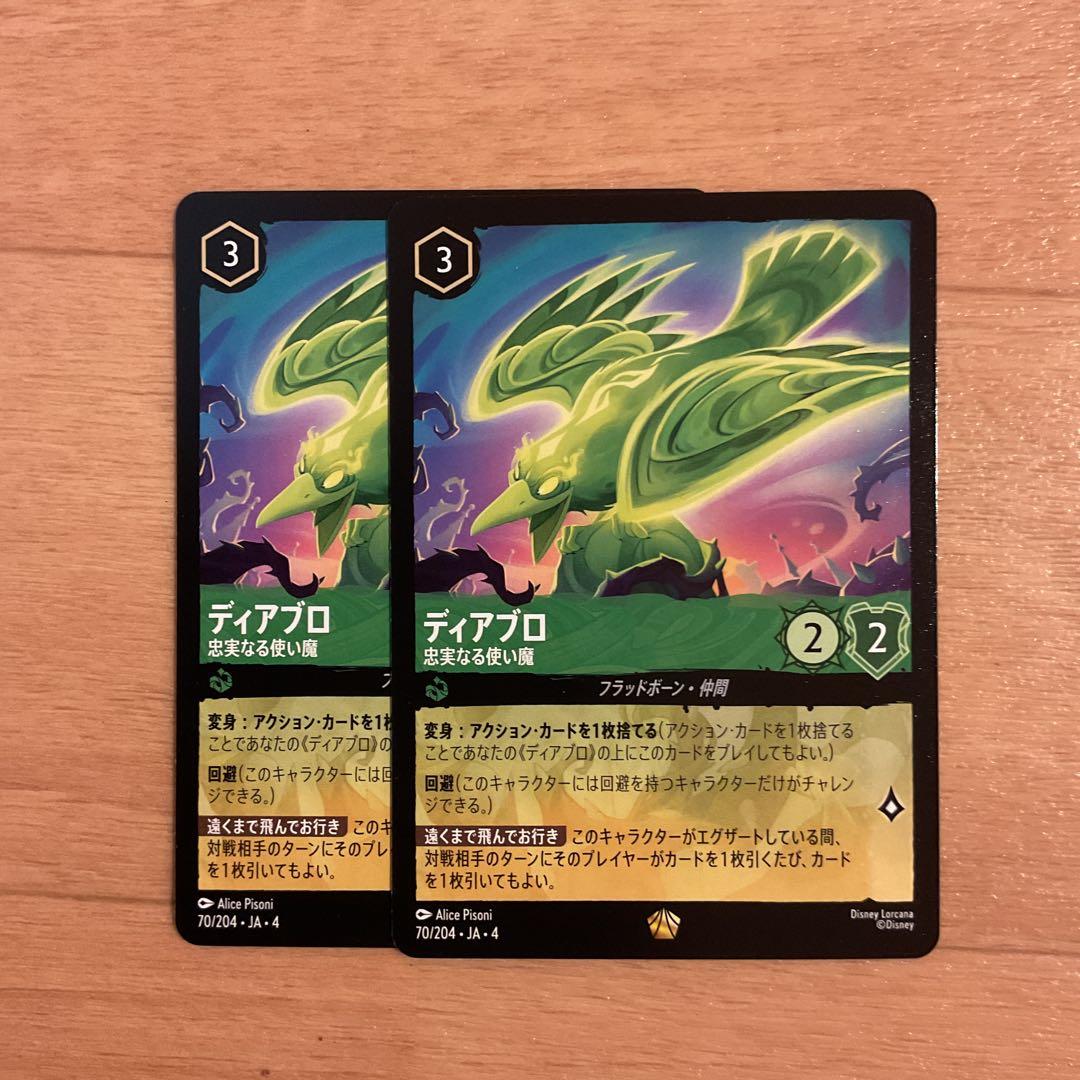 3
ディアブロ
忠実なる使い魔
フ
変身：アクション・カードを1枚
ことであなたの《ディアブロ》の
回避(このキャラクターには回
ジできる。)
遠くまで飛んでお行き このキ
対戦相手のターンにそのプレ
を1枚引いてもよい。
Alice Pisoni
70/204・JA・4
3
ディアブロ
忠実なる使い魔
2 2
フラッドボーン・仲間
変身：アクション・カードを1枚捨てる(アクション・カードを1枚捨てる
ことであなたの《ディアブロ》の上にこのカードをプレイしてもよい。)
回避(このキャラクターには回避を持つキャラクターだけがチャレン
ジできる。)
遠くまで飛んでお行き このキャラクターがエグザートしている間、
対戦相手のターンにそのプレイヤーがカードを1枚引くたび、カード
を1枚引いてもよい。
Alice Pisoni
70/204・JA・4
Disney Lorcana
©Disney